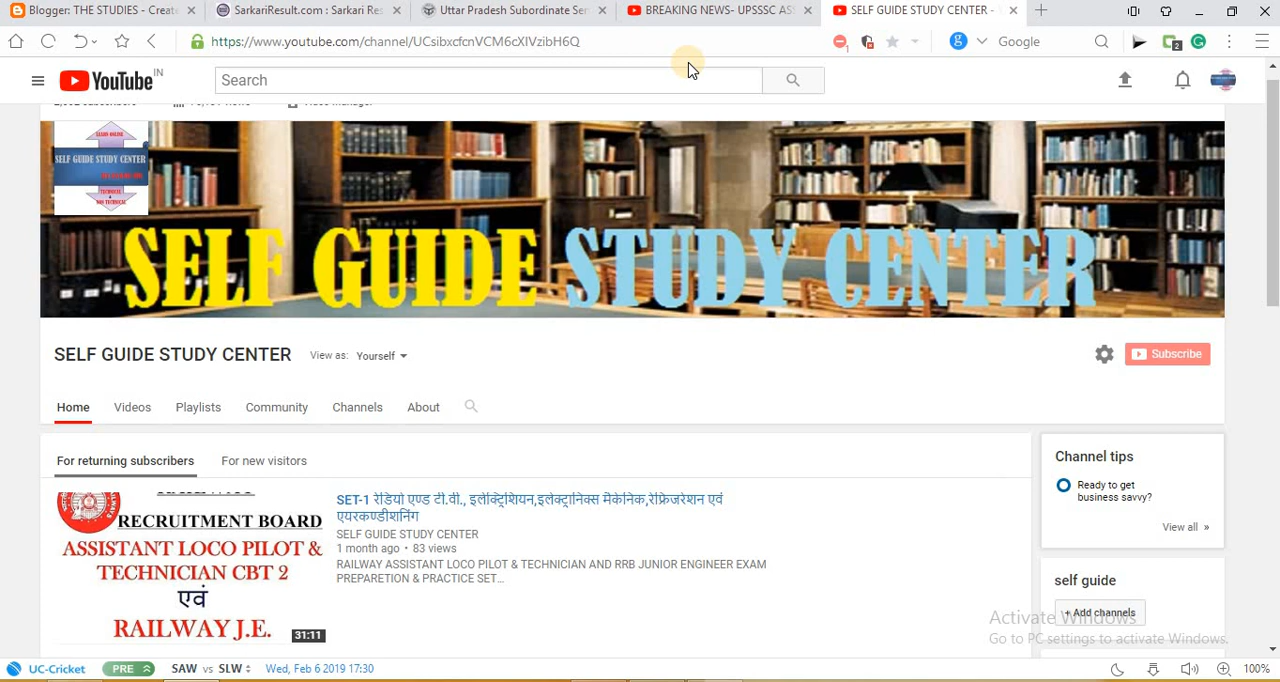 Blogger: THE STUDIES - Create
SarkariResult.com : Sarkari Res
Uttar Pradesh Subordinate Ser
BREAKING NEWS- UPSSSC AS
SELF GUIDE STUDY CENTER -
https://www.youtube.com/channel/UCsibxcfcnVCM6cXIVzibH6Q
Google
YouTube IN
Search
SELF GUIDE STUDY CENTER
SELF GUIDE STUDY CENTER
SELF GUIDE STUDY CENTER
View as: Yourself
Subscribe
Home Videos Playlists Community Channels About
For returning subscribers For new visitors
RECRUITMENT BOARD
ASSISTANT LOCO PILOT &
TECHNICIAN CBT 2
एवं
RAILWAY J.E.
31:11
SET-1 रेडियो एण्ड टी.वी., इलेक्ट्रिशियन,इलेक्ट्रानिक्स मेकेनिक,रेफ्रिजरेशन एवं
एयरकण्डीशनिंग
SELF GUIDE STUDY CENTER
1 month ago • 83 views
RAILWAY ASSISTANT LOCO PILOT & TECHNICIAN AND RRB JUNIOR ENGINEER EXAM
PREPARETION & PRACTICE SET...
Channel tips
Ready to get
business savvy?
View all »
self guide
+ Add channels
Activate Windows
Go to PC settings to activate Windows.
UC-Cricket PRE SAW vs SLW Wed, Feb 6 2019 17:30
100%